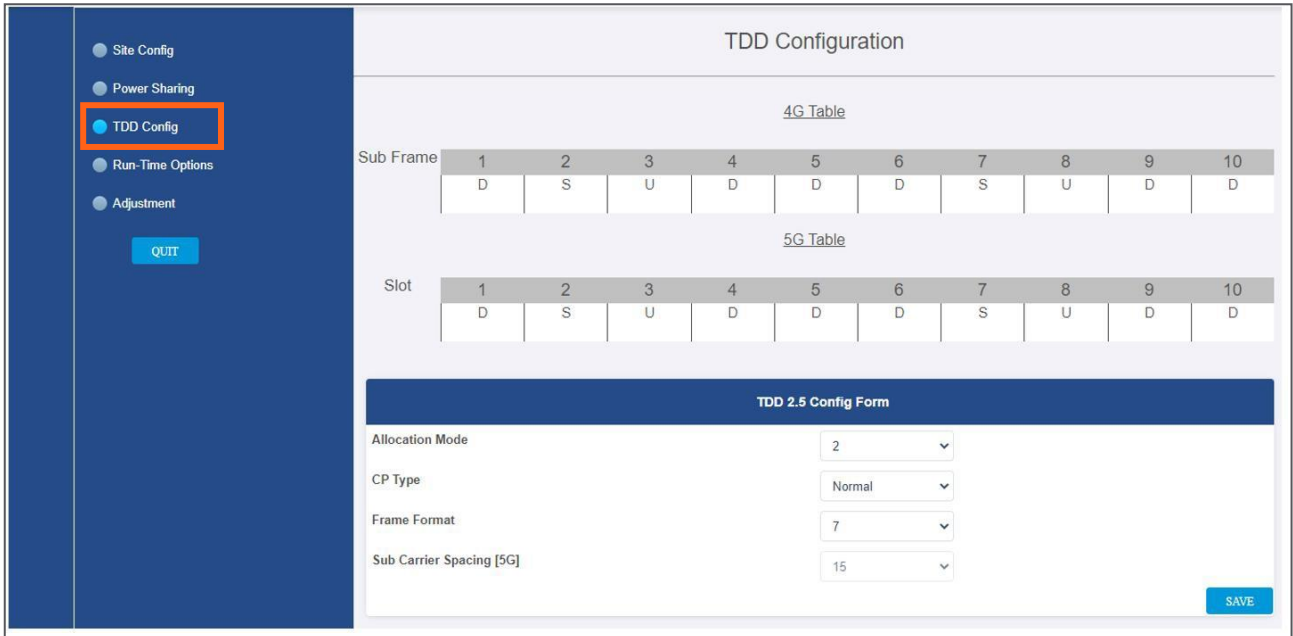 Site Config
Power Sharing
TDD Config
Run-Time Options
Adjustment
QUIT
TDD Configuration
4G Table
Sub Frame 1 2 3 4 5 6 7 8 9 10
D S U D D D S U D D
5G Table
Slot 1 2 3 4 5 6 7 8 9 10
D S U D D D S U D D
TDD 2.5 Config Form
Allocation Mode 2
CP Type Normal
Frame Format 7
Sub Carrier Spacing [5G] 15
SAVE